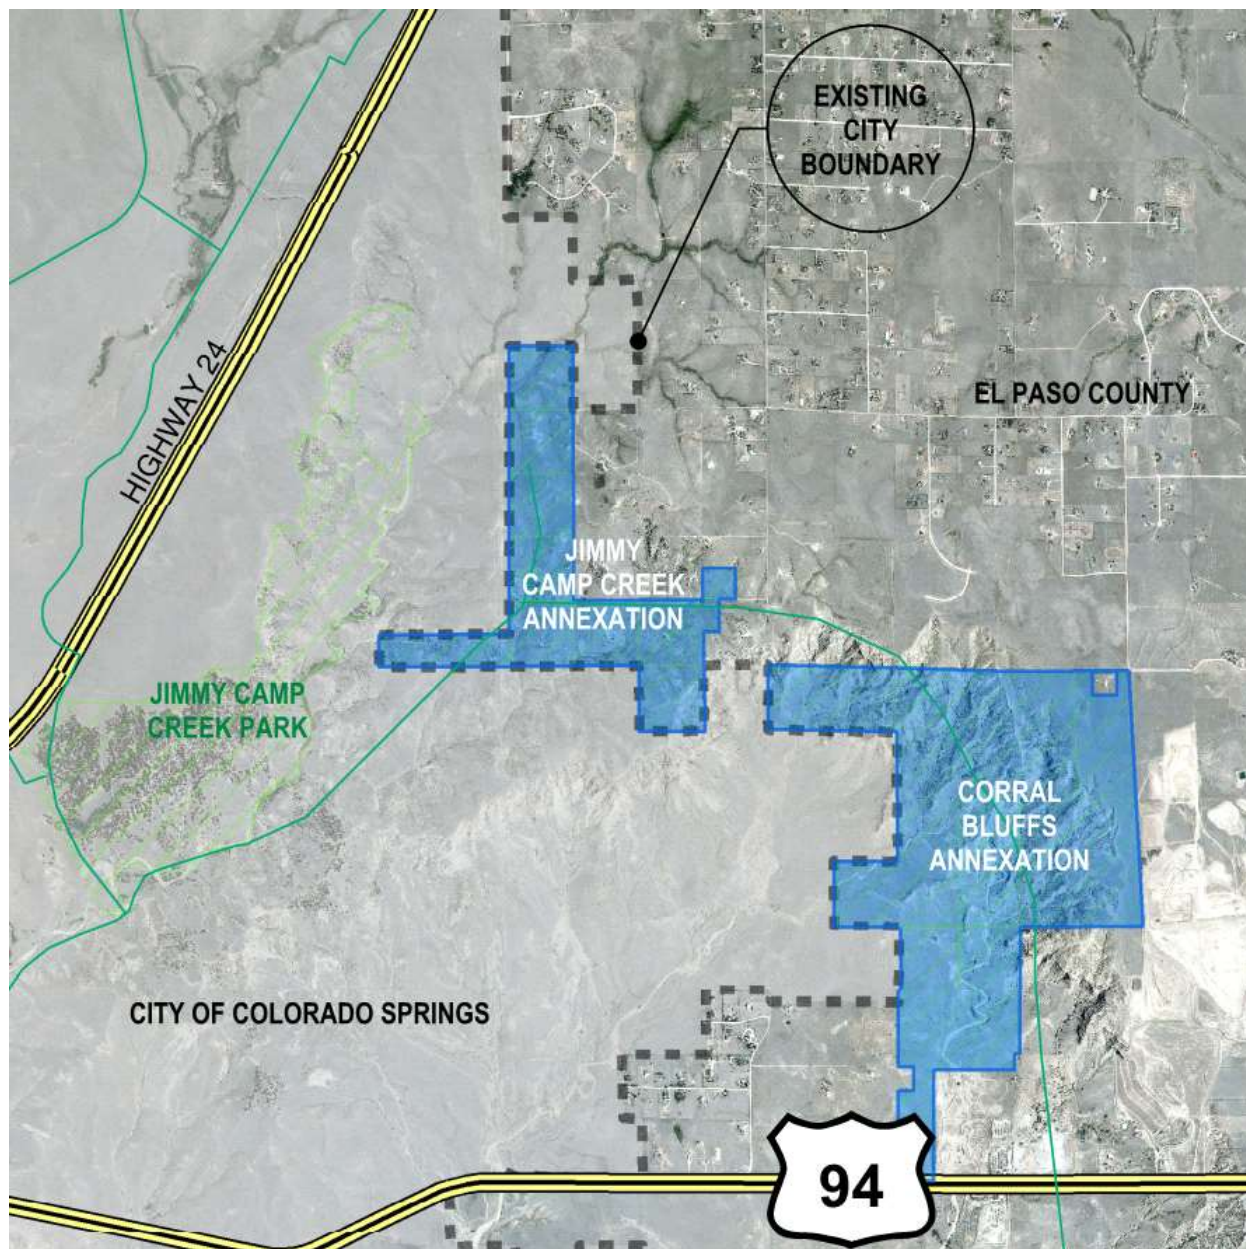 EXISTING
CITY
BOUNDARY
EL PASO COUNTY
HIGHWAY 24
JIMMY
CAMP CREEK
ANNEXATION
JIMMY CAMP
CREEK PARK
CORRAL
BLUFFS
ANNEXATION
CITY OF COLORADO SPRINGS
94